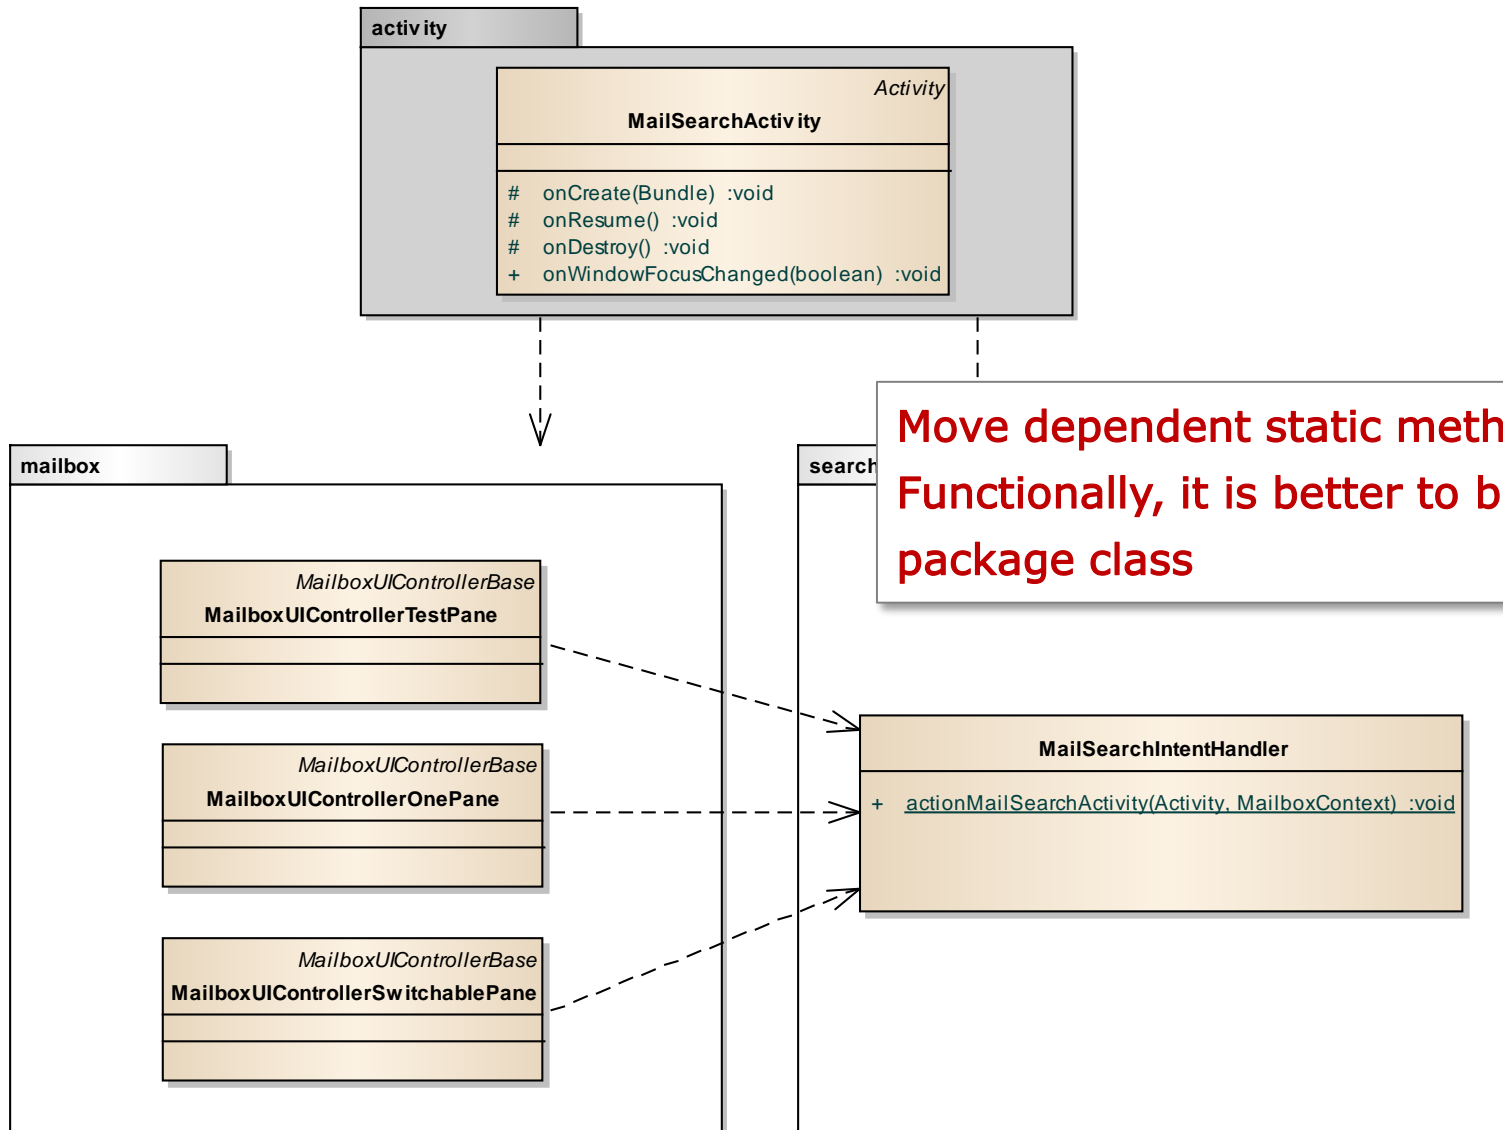 activity
Activity
MailSearchActivity
# onCreate(Bundle) :void
# onResume() :void
# onDestroy() :void
+ onWindowFocusChanged(boolean) :void
mailbox
search
Move dependent static meth
Functionally, it is better to b
package class
MailboxUIControllerBase
MailboxUIControllerTestPane
MailboxUIControllerBase
MailboxUIControllerOnePane
MailboxUIControllerBase
MailboxUIControllerSwitchablePane
MailSearchIntentHandler
+ actionMailSearchActivity(Activity, MailboxContext) :void